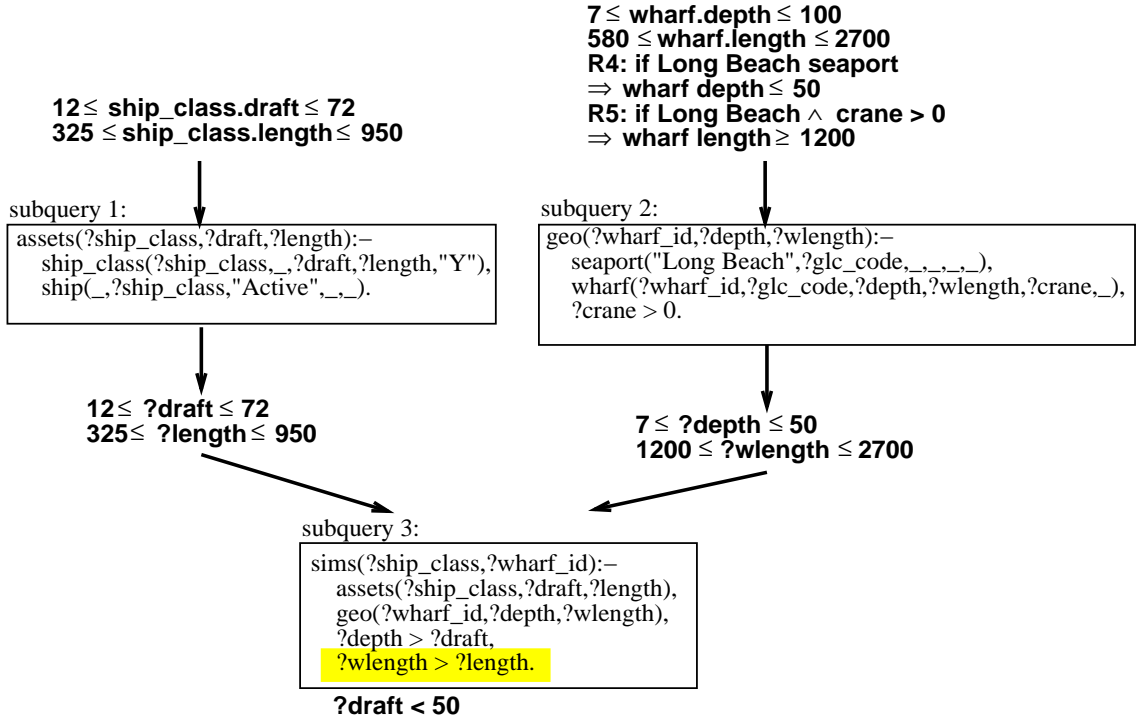 7 ≤ wharf.depth ≤ 100
580 ≤ wharf.length ≤ 2700
R4: if Long Beach seaport
⇒ wharf depth ≤ 50
R5: if Long Beach ∧ crane > 0
⇒ wharf length ≥ 1200
12 ≤ ship_class.draft ≤ 72
325 ≤ ship_class.length ≤ 950
subquery 1:
assets(?ship_class,?draft,?length):–
ship_class(?ship_class,_,?draft,?length,"Y"),
ship(_,?ship_class,"Active",_,_).
subquery 2:
geo(?wharf_id,?depth,?wlength):–
seaport("Long Beach",?glc_code,_,_,_,_),
wharf(?wharf_id,?glc_code,?depth,?wlength,?crane,_),
?crane > 0.
12 ≤ ?draft ≤ 72
325 ≤ ?length ≤ 950
7 ≤ ?depth ≤ 50
1200 ≤ ?wlength ≤ 2700
subquery 3:
sims(?ship_class,?wharf_id):–
assets(?ship_class,?draft,?length),
geo(?wharf_id,?depth,?wlength),
?depth > ?draft,
?wlength > ?length.
?draft < 50